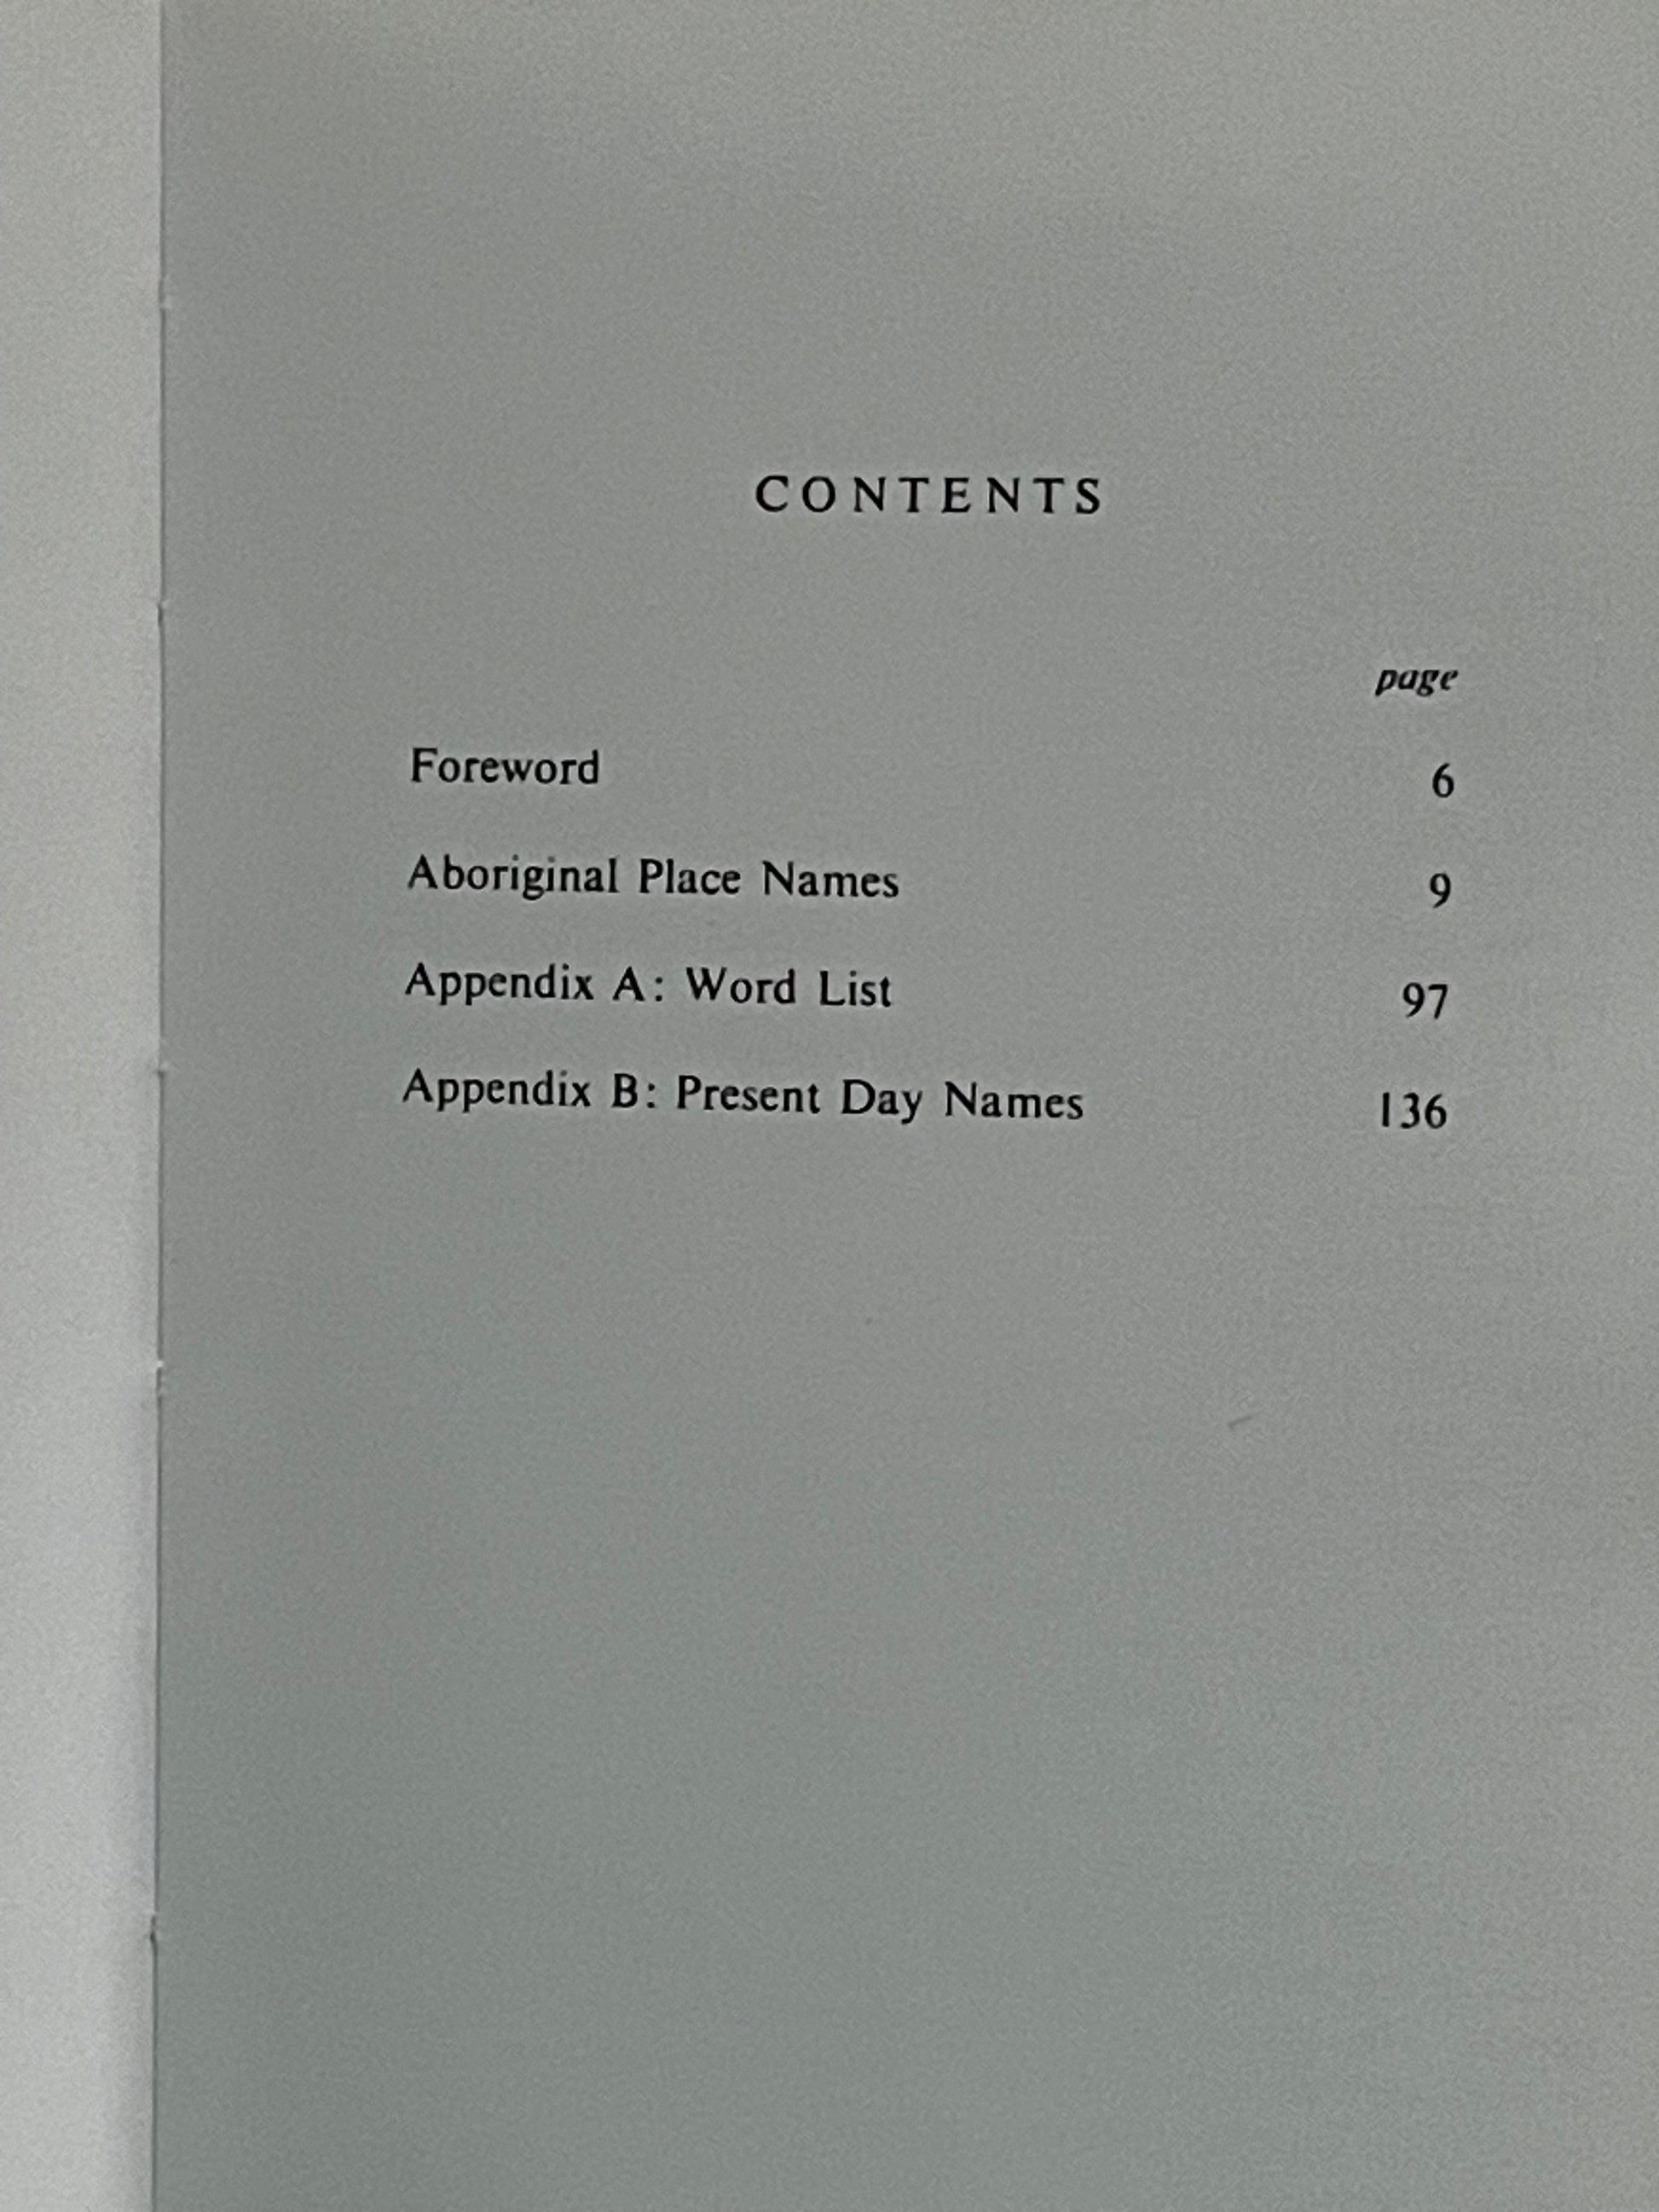 CONTENTS
page
Foreword 6
Aboriginal Place Names 9
Appendix A: Word List 97
Appendix B: Present Day Names 136